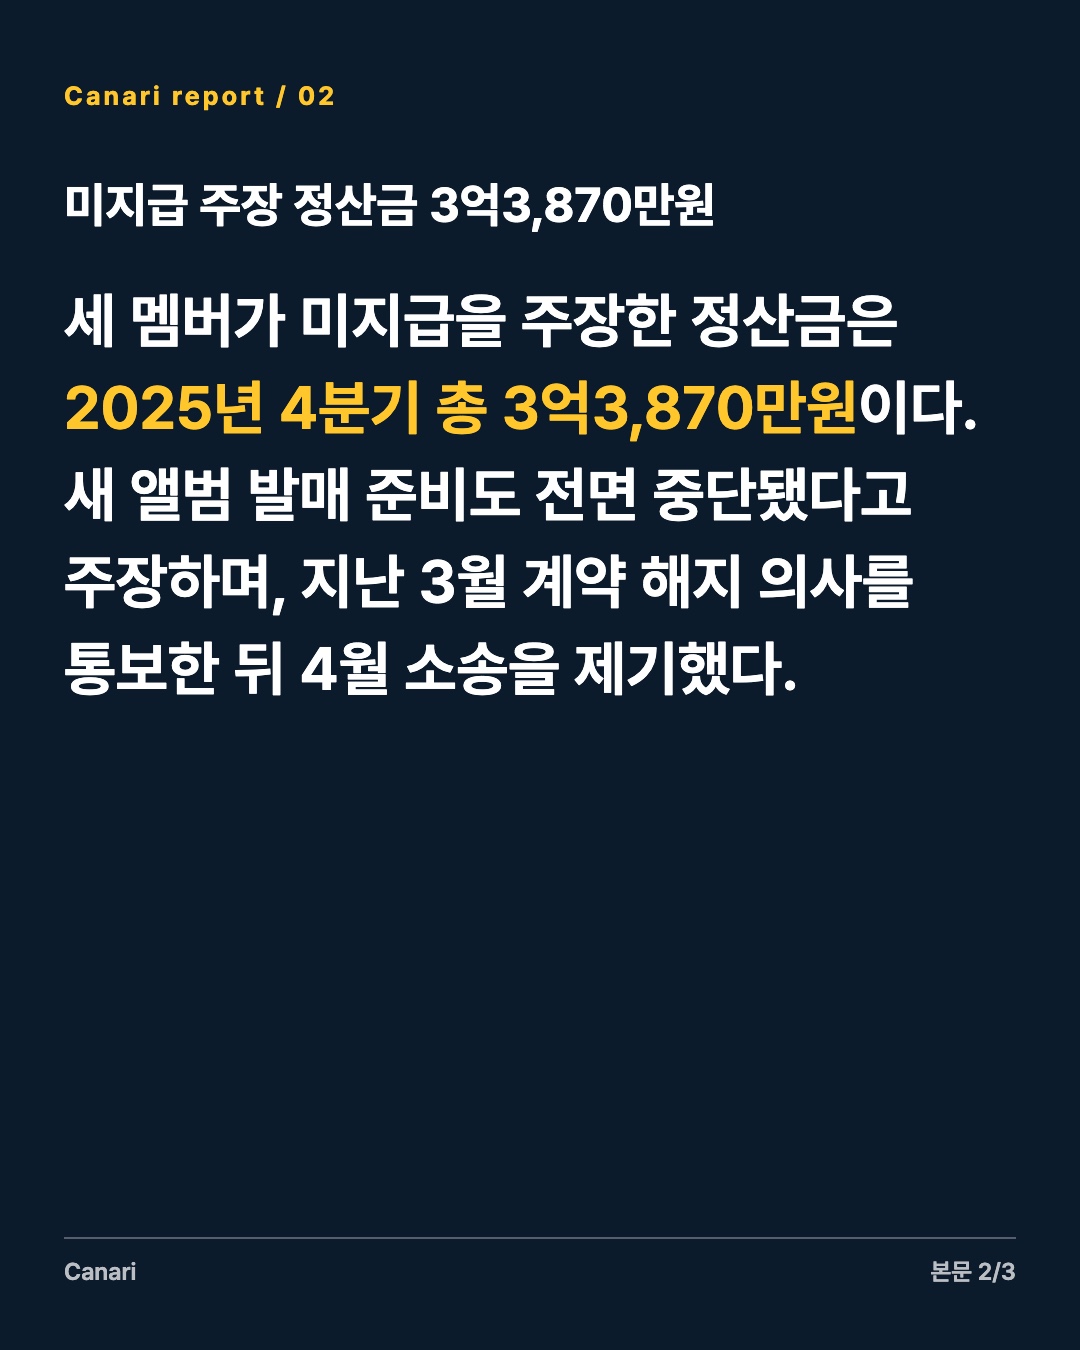 Canari report / 02
미지급 주장 정산금 3억3,870만원
세 멤버가 미지급을 주장한 정산금은
2025년 4분기 총 3억3,870만원이다.
새 앨범 발매 준비도 전면 중단됐다고
주장하며, 지난 3월 계약 해지 의사를
통보한 뒤 4월 소송을 제기했다.
Canari
본문 2/3